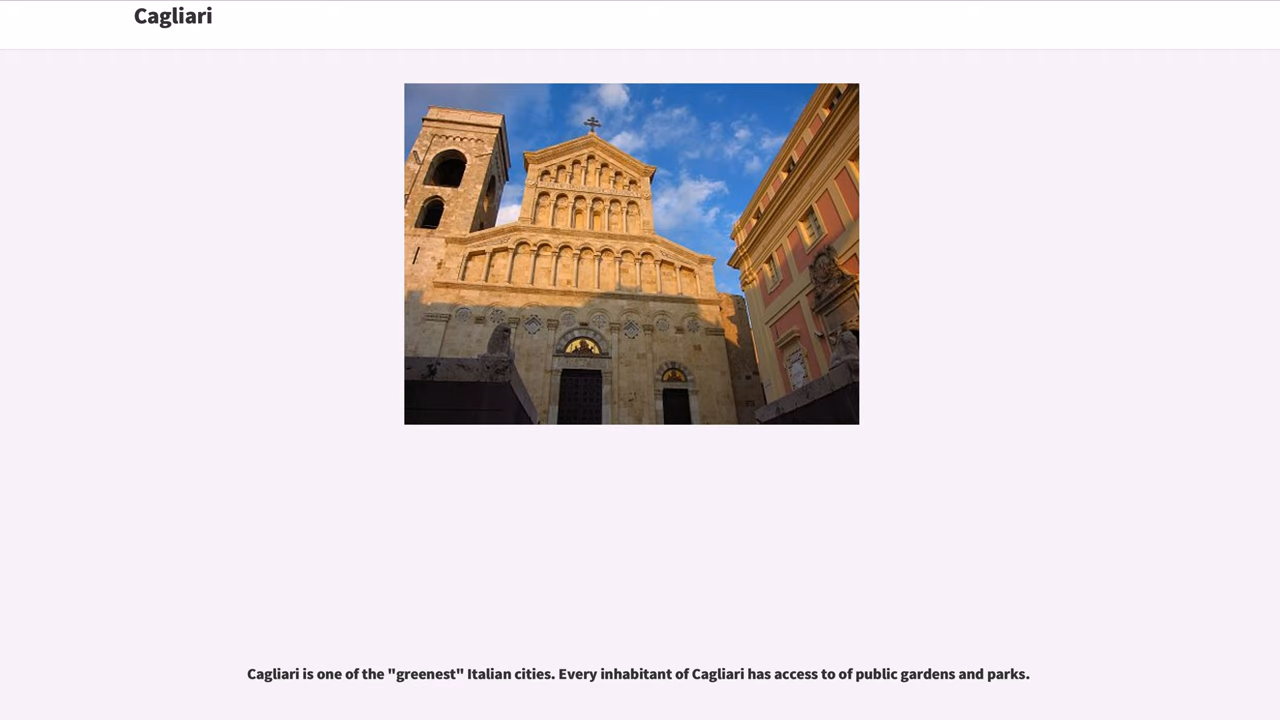 Cagliari
Cagliari is one of the "greenest" Italian cities. Every inhabitant of Cagliari has access to of public gardens and parks.